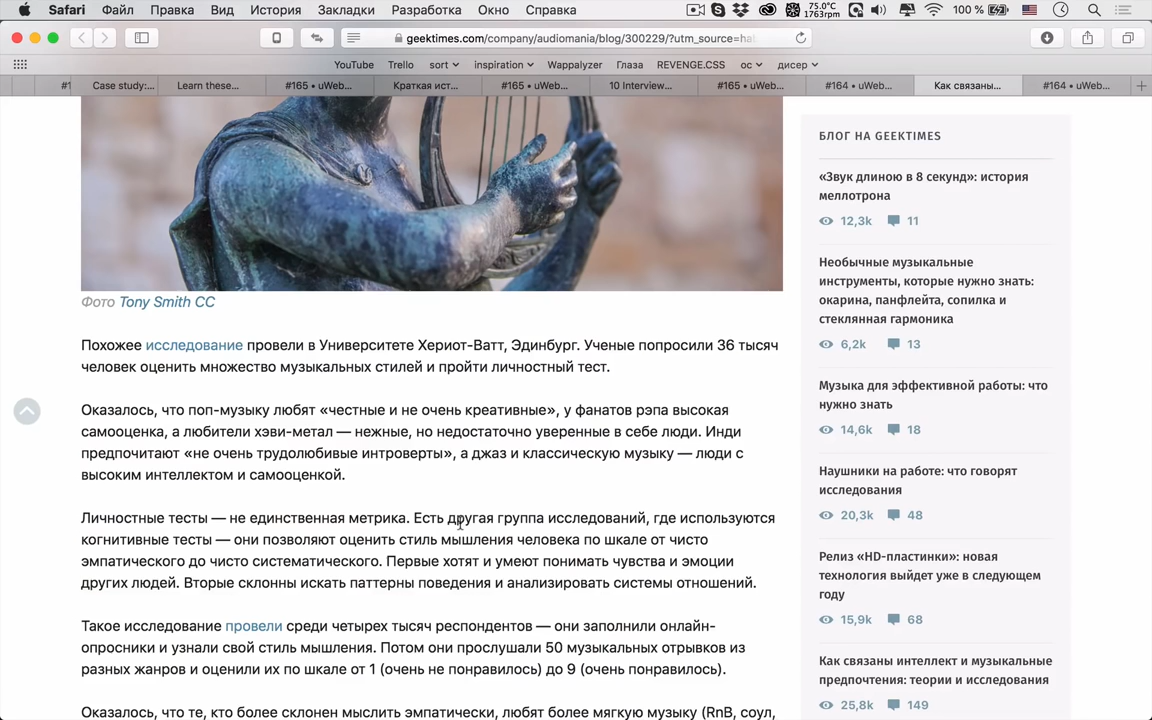 Safari Файл Правка Вид История Закладки Разработка Окно Справка 75.0°C 1763rpm 100 %
geektimes.com/company/audiomania/blog/300229/?utm_source=hal
YouTube Trello sort inspiration Wappalyzer Глаза REVENGE.CSS ос дисер
#1 Case study:... Learn these... #165 • uWeb... Краткая ист... #165 • uWeb... 10 Interview... #165 • uWeb... #164 • uWeb... Как связаны... #164 • uWeb...
Фото Tony Smith CC
Похожее исследование провели в Университете Хериот-Ватт, Эдинбург. Ученые попросили 36 тысяч
человек оценить множество музыкальных стилей и пройти личностный тест.
Оказалось, что поп-музыку любят «честные и не очень креативные», у фанатов рэпа высокая
самооценка, а любители хэви-метал — нежные, но недостаточно уверенные в себе люди. Инди
предпочитают «не очень трудолюбивые интроверты», а джаз и классическую музыку — люди с
высоким интеллектом и самооценкой.
Личностные тесты — не единственная метрика. Есть другая группа исследований, где используются
когнитивные тесты — они позволяют оценить стиль мышления человека по шкале от чисто
эмпатического до чисто систематического. Первые хотят и умеют понимать чувства и эмоции
других людей. Вторые склонны искать паттерны поведения и анализировать системы отношений.
Такое исследование провели среди четырех тысяч респондентов — они заполнили онлайн-
опросники и узнали свой стиль мышления. Потом они прослушали 50 музыкальных отрывков из
разных жанров и оценили их по шкале от 1 (очень не понравилось) до 9 (очень понравилось).
Оказалось, что те, кто более склонен мыслить эмпатически, любят более мягкую музыку (RnB, соул,
БЛОГ НА GEEKTIMES
«Звук длиною в 8 секунд»: история
меллотрона
12,3k 11
Необычные музыкальные
инструменты, которые нужно знать:
окарина, панфлейта, сопилка и
стеклянная гармоника
6,2k 13
Музыка для эффективной работы: что
нужно знать
14,6k 18
Наушники на работе: что говорят
исследования
20,3k 48
Релиз «HD-пластинки»: новая
технология выйдет уже в следующем
году
15,9k 68
Как связаны интеллект и музыкальные
предпочтения: теории и исследования
25,8k 149